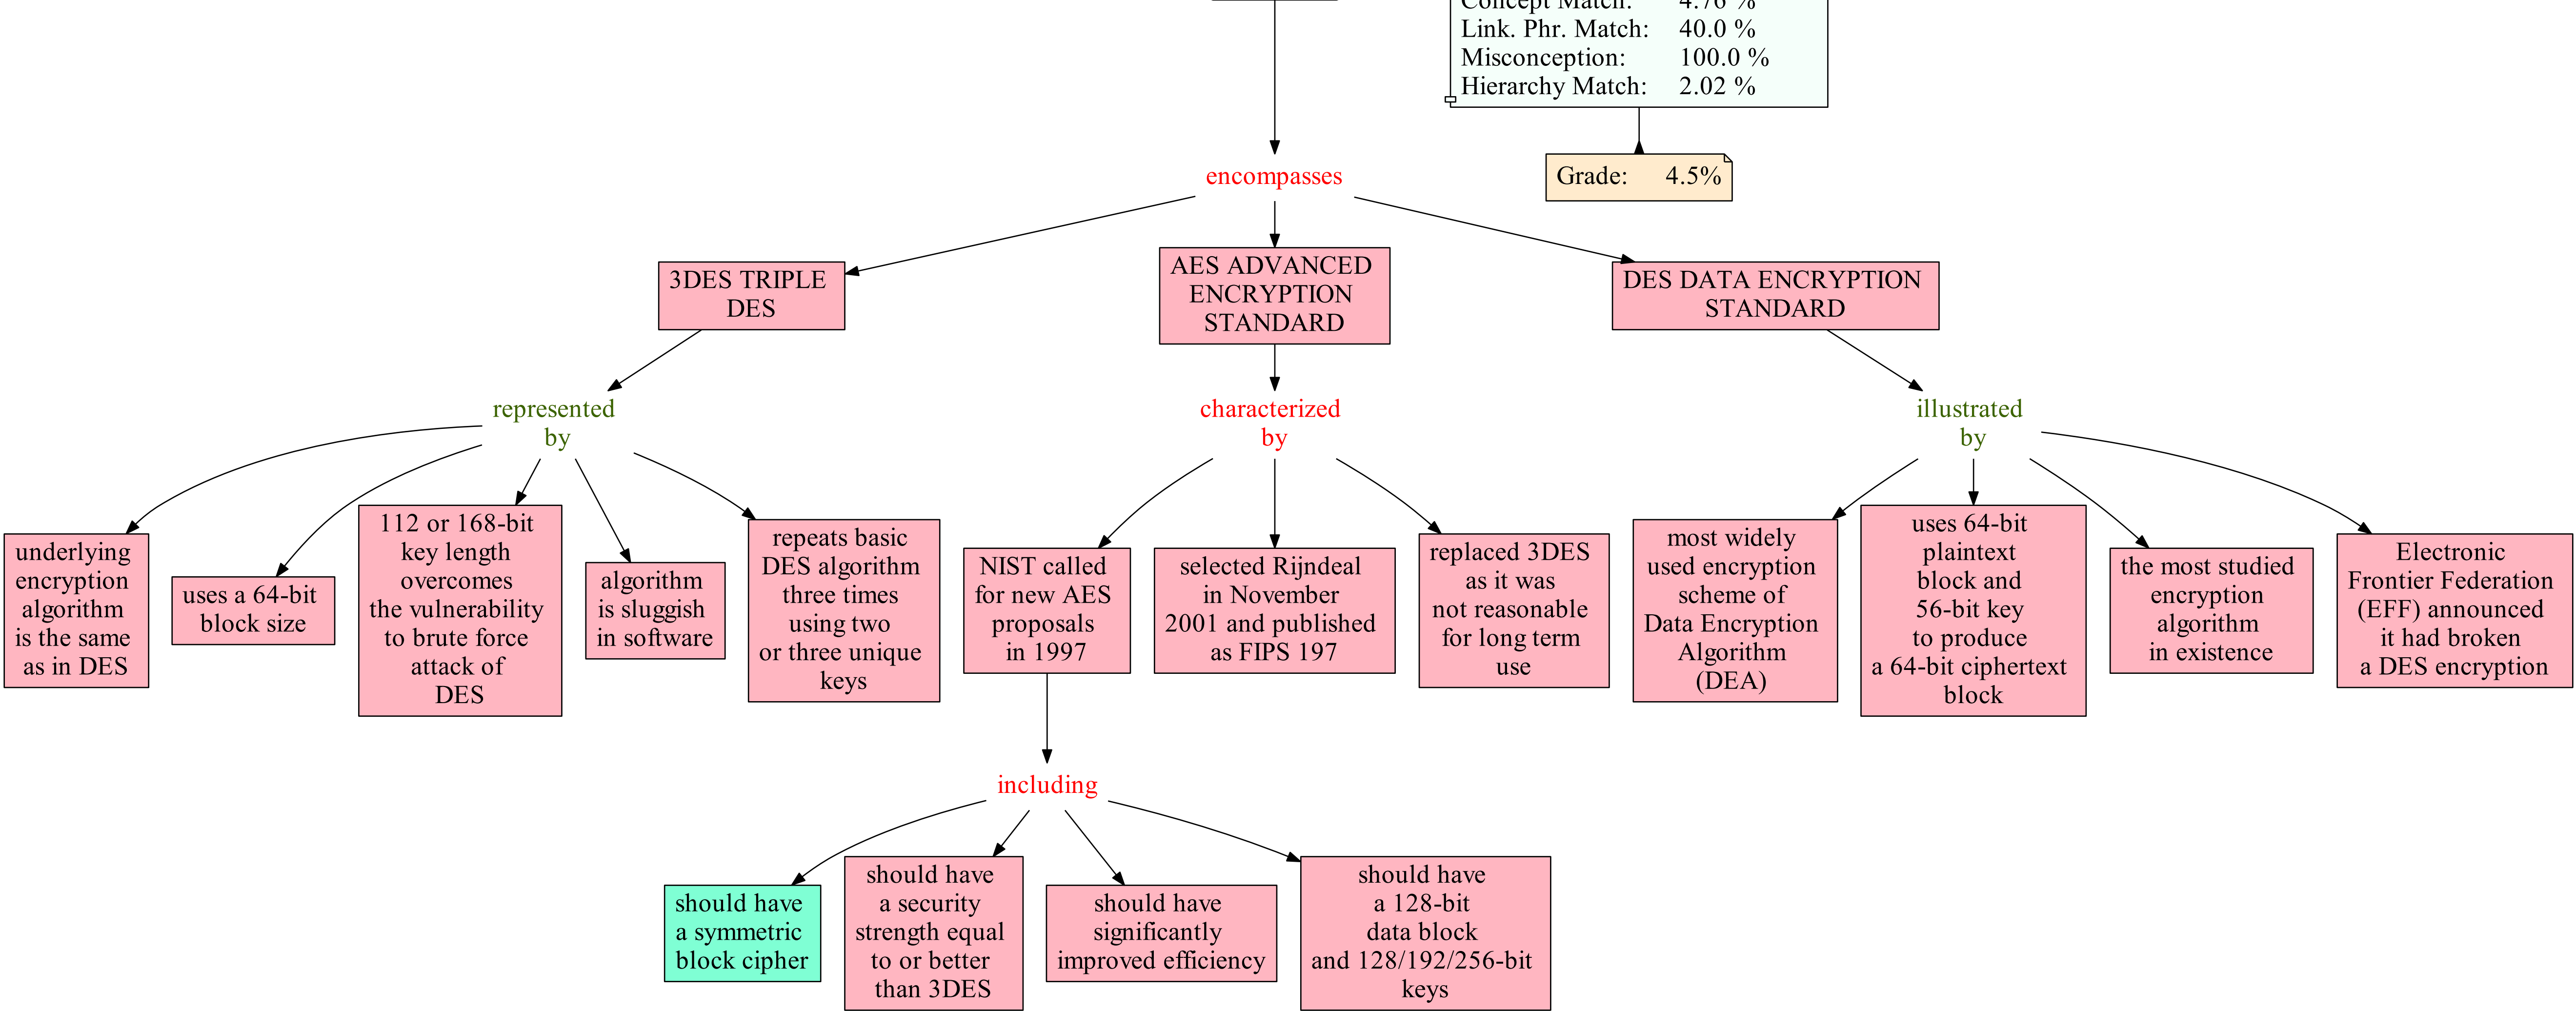 Concept Match: 4.76 %
Link. Phr. Match: 40.0 %
Misconception: 100.0 %
Hierarchy Match: 2.02 %
Grade: 4.5%
encompasses
3DES TRIPLE
DES
AES ADVANCED
ENCRYPTION
STANDARD
DES DATA ENCRYPTION
STANDARD
represented
by
characterized
by
illustrated
by
underlying
encryption
algorithm
is the same
as in DES
uses a 64-bit
block size
112 or 168-bit
key length
overcomes
the vulnerability
to brute force
attack of
DES
algorithm
is sluggish
in software
repeats basic
DES algorithm
three times
using two
or three unique
keys
NIST called
for new AES
proposals
in 1997
selected Rijndeal
in November
2001 and published
as FIPS 197
replaced 3DES
as it was
not reasonable
for long term
use
most widely
used encryption
scheme of
Data Encryption
Algorithm
(DEA)
uses 64-bit
plaintext
block and
56-bit key
to produce
a 64-bit ciphertext
block
the most studied
encryption
algorithm
in existence
Electronic
Frontier Federation
(EFF) announced
it had broken
a DES encryption
including
should have
a symmetric
block cipher
should have
a security
strength equal
to or better
than 3DES
should have
significantly
improved efficiency
should have
a 128-bit
data block
and 128/192/256-bit
keys